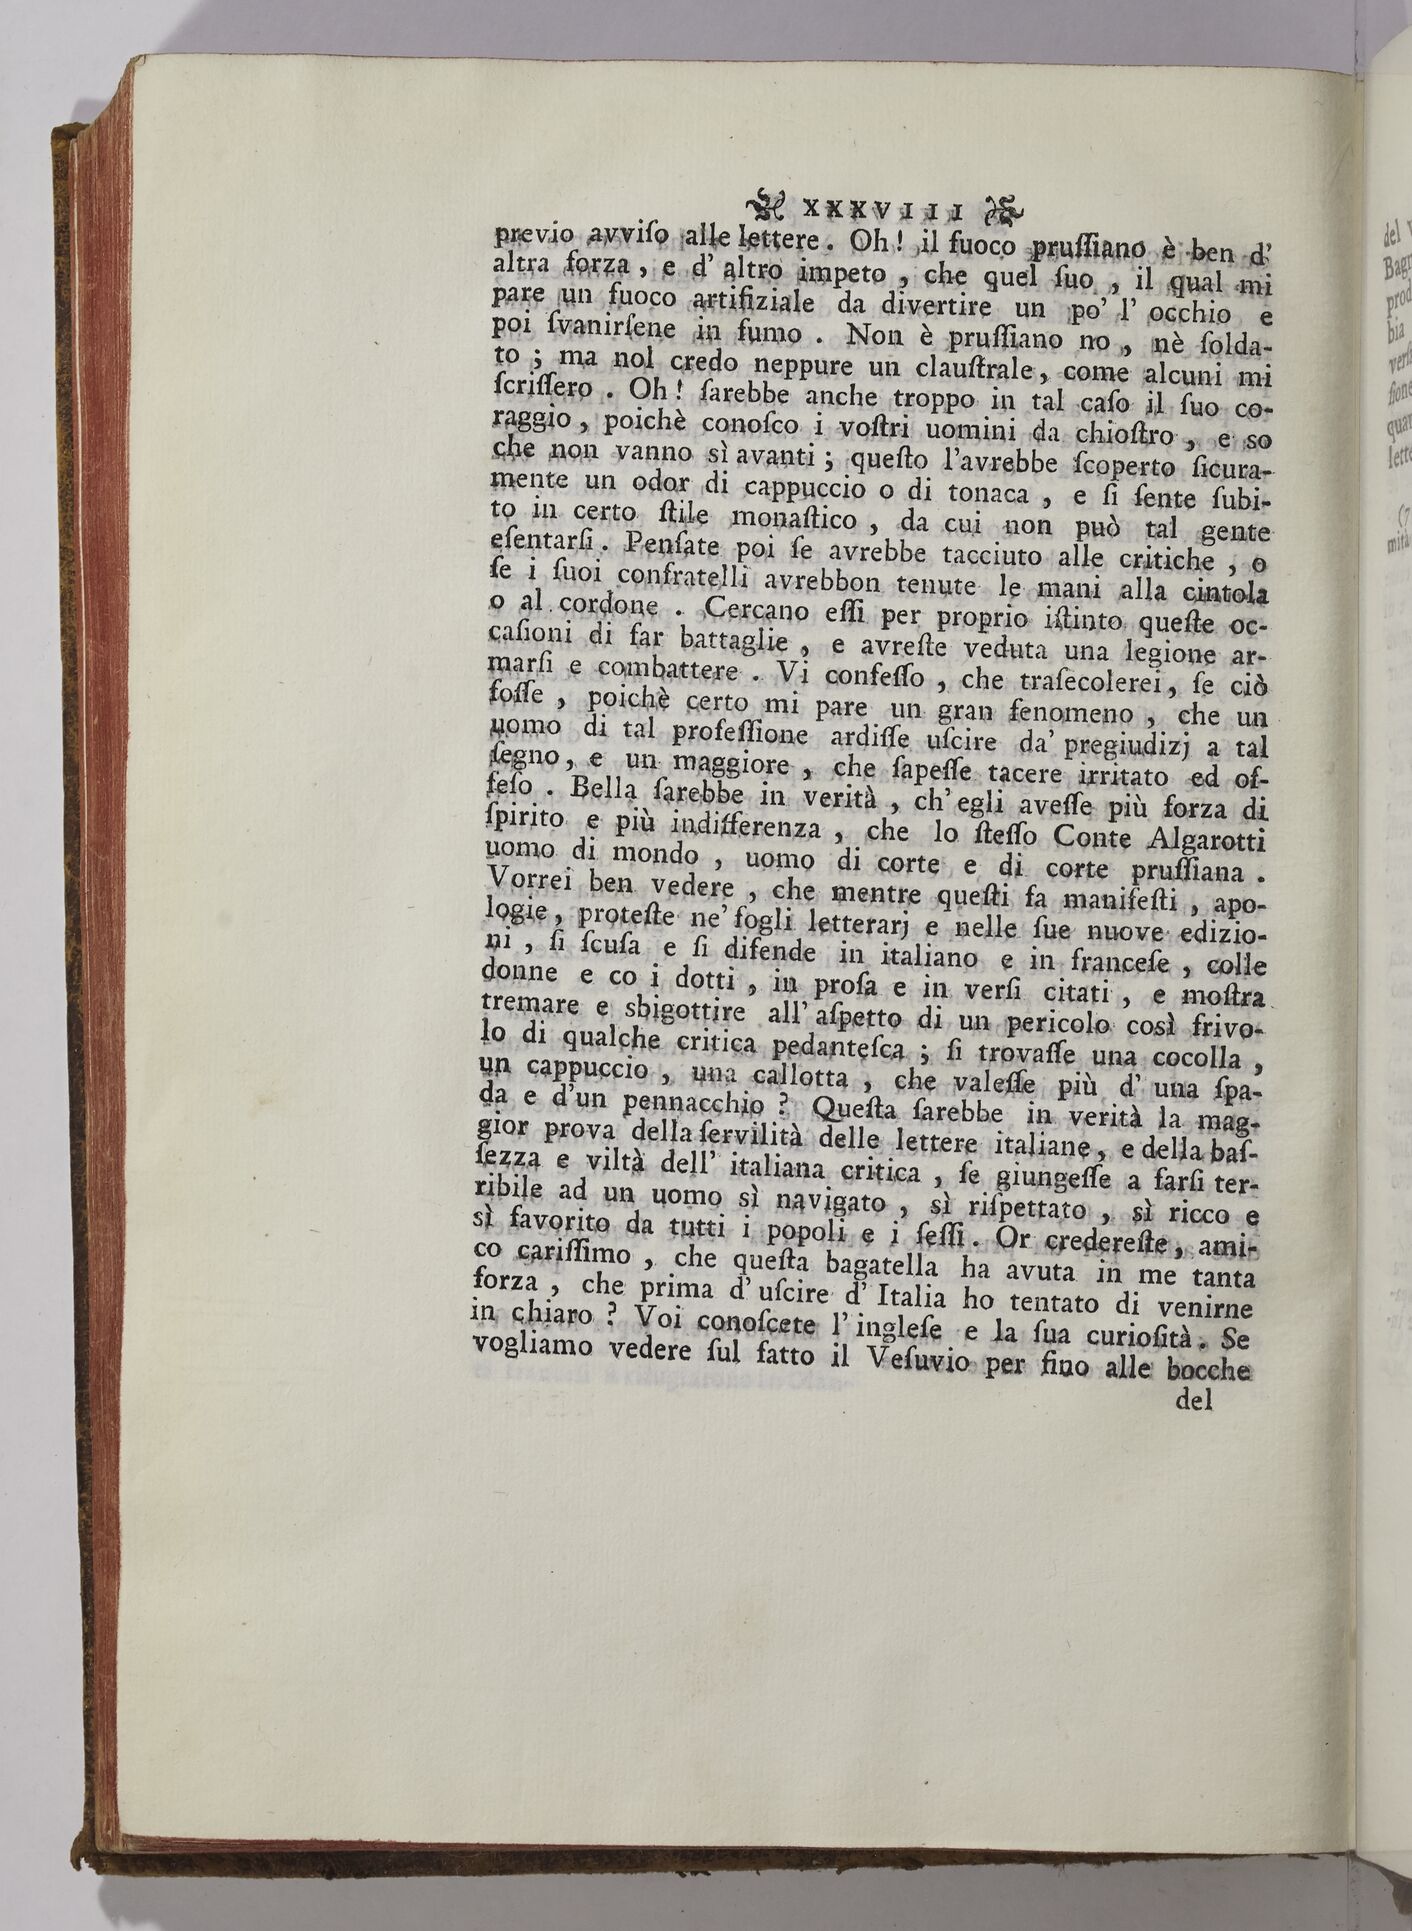 XXXVIII
previo avviſo alle lettere. Oh! il fuoco pruſſiano è ben d'
altra forza, e d' altro impeto, che quel ſuo, il qual mi
pare un fuoco artifiziale da divertire un po' l' occhio e
poi ſvanirſene in fumo. Non è pruſſiano no, nè ſolda-
to; ma nol credo neppure un clauſtrale, come alcuni mi
ſcriſſero. Oh! ſarebbe anche troppo in tal caſo il ſuo co-
raggio, poichè conoſco i voſtri uomini da chioſtro, e so
che non vanno sì avanti; queſto l'avrebbe ſcoperto ſicura-
mente un odor di cappuccio o di tonaca, e ſi ſente ſubi-
to in certo ſtile monaſtico, da cui non può tal gente
eſentarſi. Penſate poi ſe avrebbe tacciuto alle critiche, o
ſe i ſuoi confratelli avrebbon tenute le mani alla cintola
o al cordone. Cercano eſſi per proprio iſtinto queſte oc-
caſioni di far battaglie, e avreſte veduta una legione ar-
marſi e combattere. Vi confeſſo, che traſecolerei, ſe ciò
foſſe, poichè certo mi pare un gran fenomeno, che un
uomo di tal profeſſione ardiſſe uſcire da' pregiudizj a tal
ſegno, e un maggiore, che ſapeſſe tacere irritato ed of-
feſo. Bella ſarebbe in verità, ch' egli aveſſe più forza di
ſpirito e più indifferenza, che lo ſteſſo Conte Algarotti
uomo di mondo, uomo di corte e di corte pruſſiana.
Vorrei ben vedere, che mentre queſti fa manifeſti, apo-
logie, proteſte ne' fogli letterarj e nelle ſue nuove edizio-
ni, ſi ſcuſa e ſi difende in italiano e in franceſe, colle
donne e co i dotti, in proſa e in verſi citati, e moſtra
tremare e sbigottire all' aſpetto di un pericolo così frivo-
lo di qualche critica pedanteſca; ſi trovaſſe una cocolla,
un cappuccio, una callotta, che valeſſe più d' una ſpa-
da e d'un pennacchio? Queſta ſarebbe in verità la mag-
gior prova della ſervilità delle lettere italiane, e della baſ-
ſezza e viltà dell' italiana critica, ſe giungeſſe a farſi ter-
ribile ad un uomo sì navigato, sì riſpettato, sì ricco e
sì favorito da tutti i popoli e i ſeſſi. Or credereſte, ami-
co cariſſimo, che queſta bagatella ha avuta in me tanta
forza, che prima d' uſcire d' Italia ho tentato di venirne
in chiaro? Voi conoſcete l' ingleſe e la ſua curioſità. Se
vogliamo vedere ſul fatto il Veſuvio per fino alle bocche
del